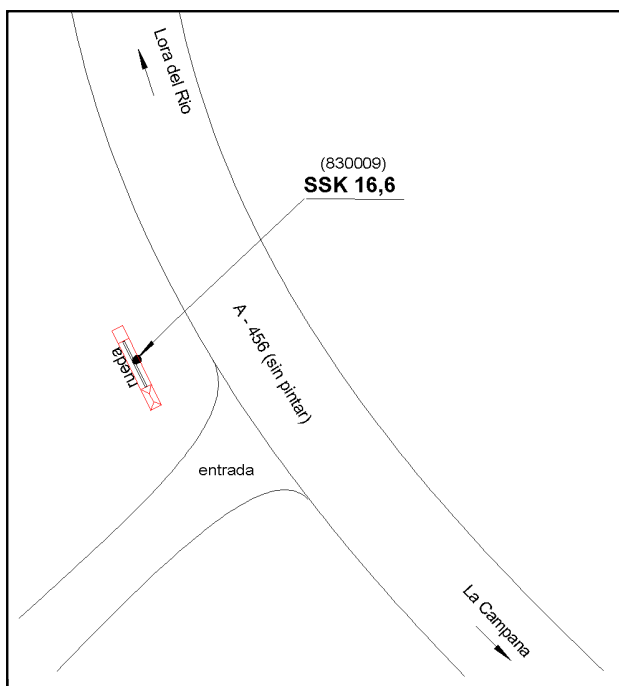 Lora del Rio
(830009)
SSK 16,6
A - 456 (sin pintar)
rueda
entrada
La Campana